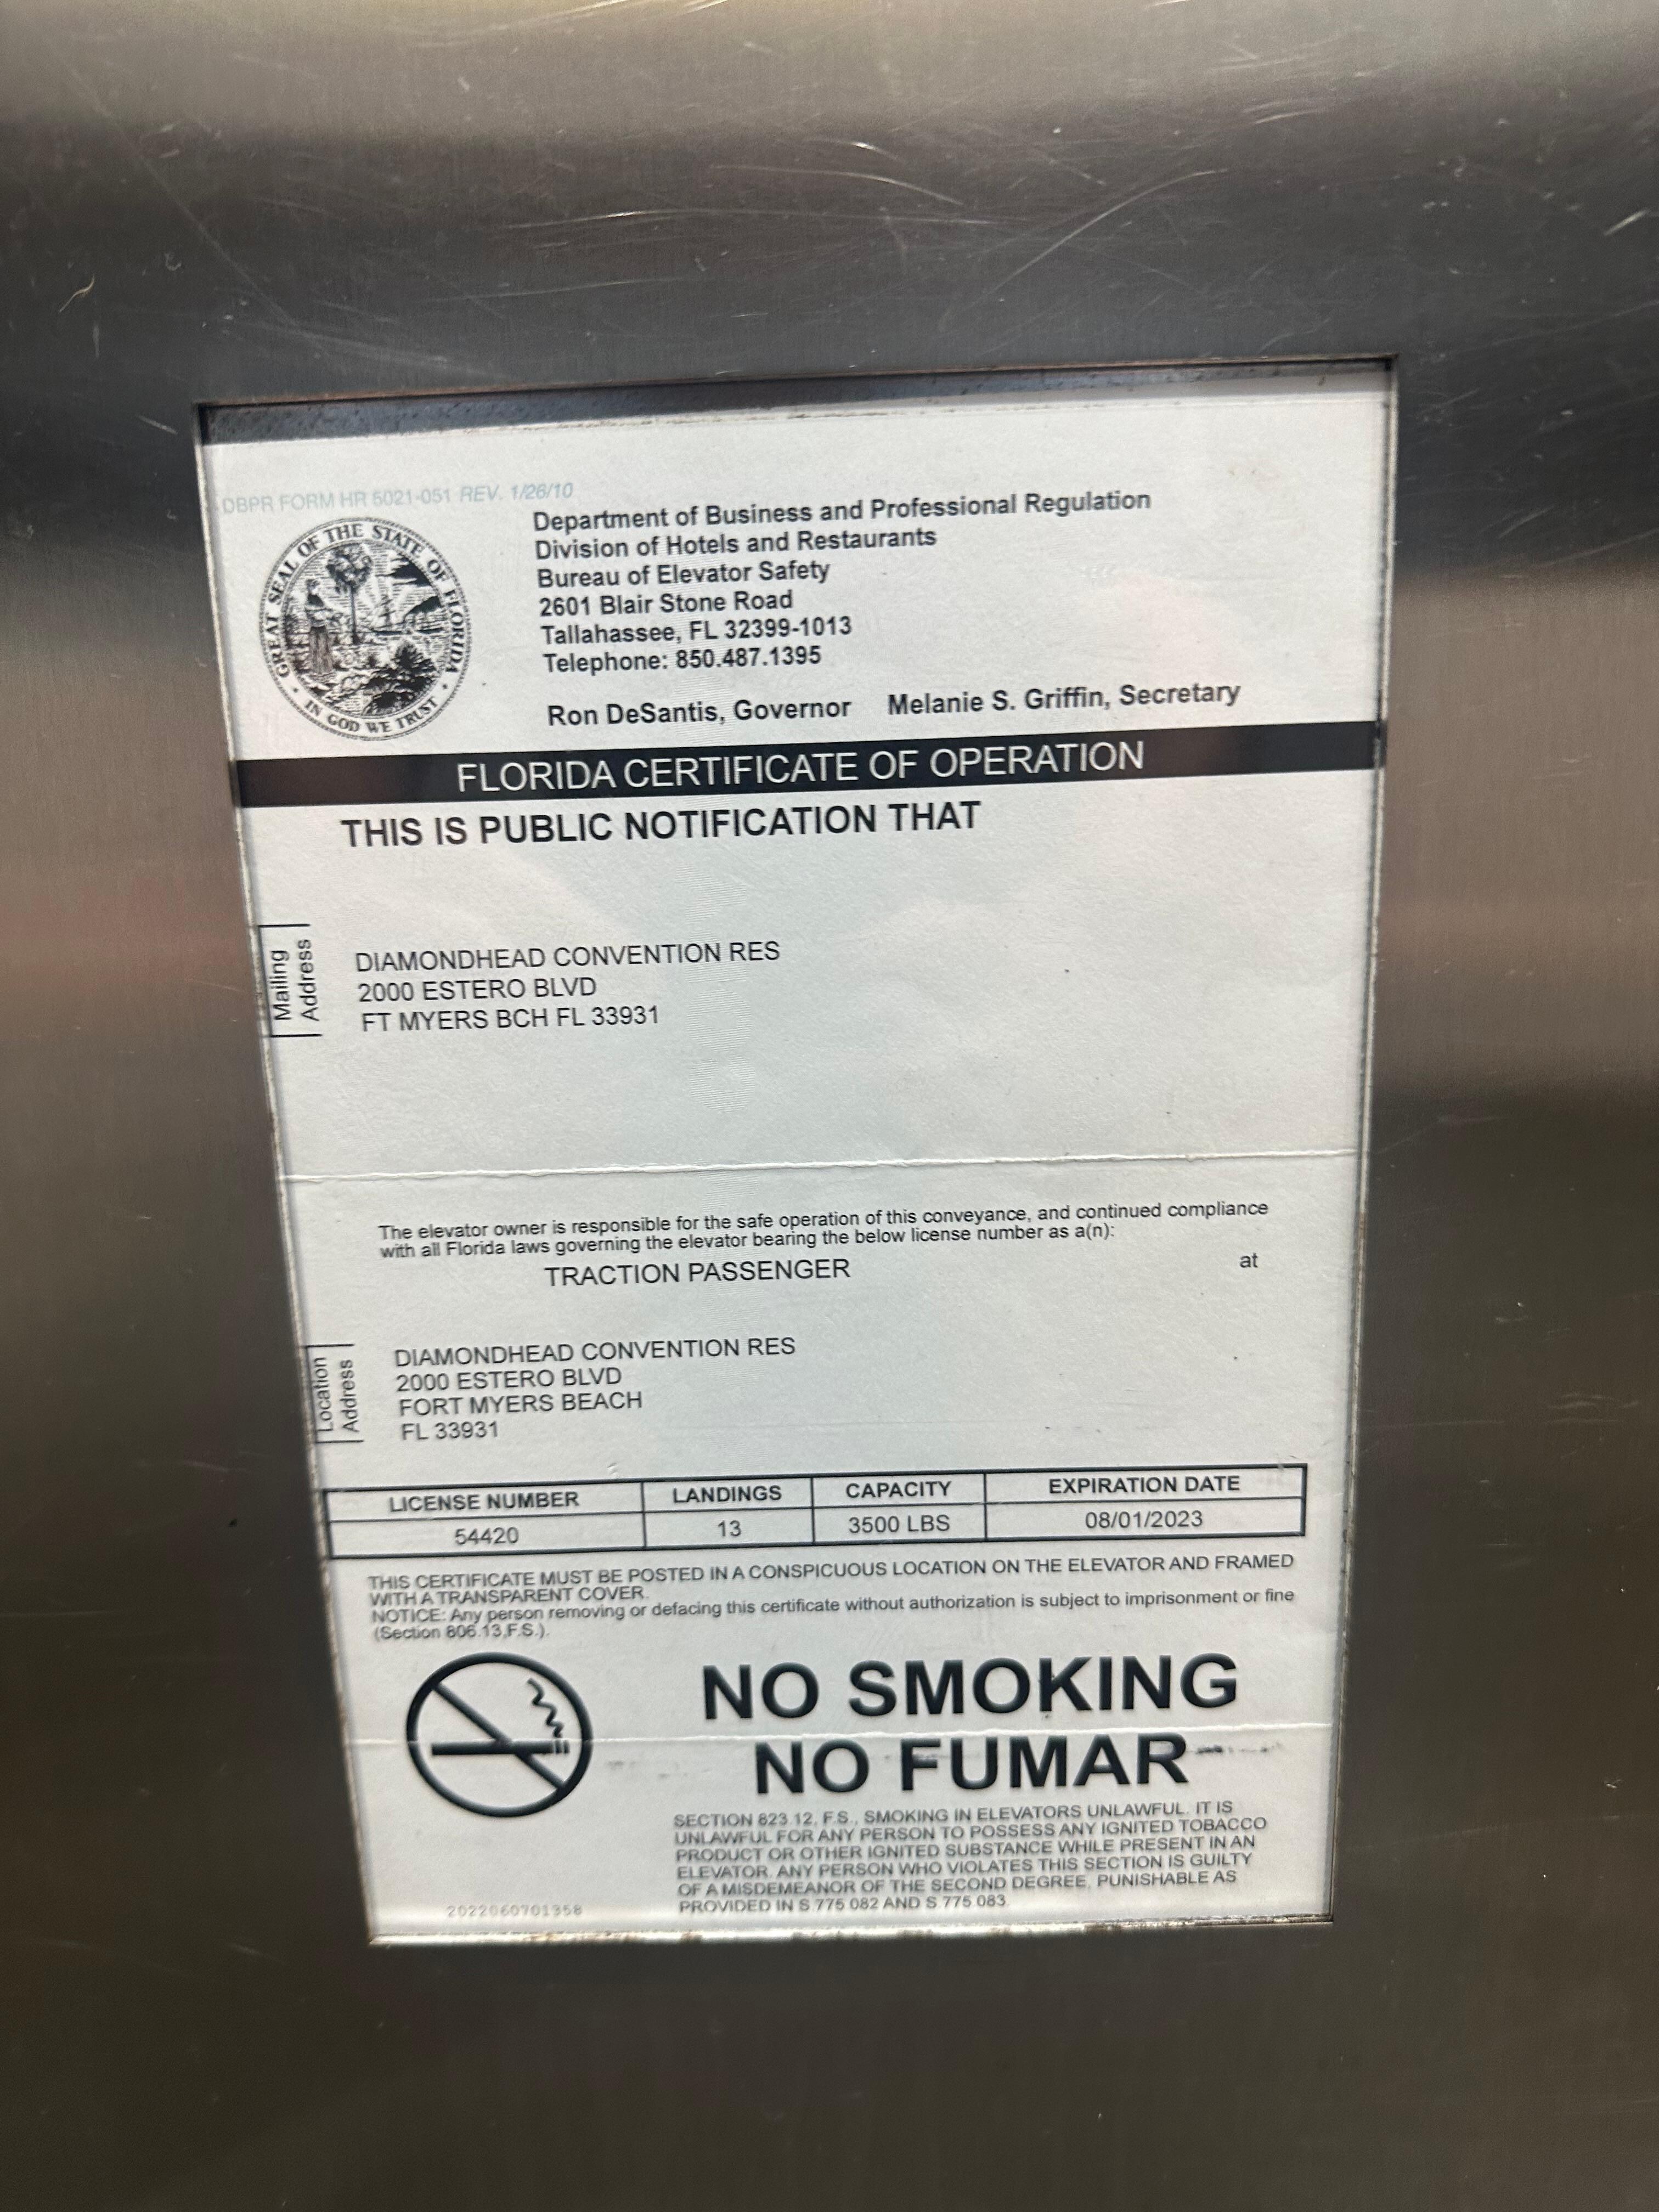 DBPR FORM HR 5021-051 REV. 1/26/10
GREAT SEAL OF THE STATE OF FLORIDA
IN GOD WE TRUST
Department of Business and Professional Regulation
Division of Hotels and Restaurants
Bureau of Elevator Safety
2601 Blair Stone Road
Tallahassee, FL 32399-1013
Telephone: 850.487.1395
Ron DeSantis, Governor Melanie S. Griffin, Secretary
FLORIDA CERTIFICATE OF OPERATION
THIS IS PUBLIC NOTIFICATION THAT
Mailing
Address
DIAMONDHEAD CONVENTION RES
2000 ESTERO BLVD
FT MYERS BCH FL 33931
The elevator owner is responsible for the safe operation of this conveyance, and continued compliance
with all Florida laws governing the elevator bearing the below license number as a(n):
TRACTION PASSENGER at
Location
Address
DIAMONDHEAD CONVENTION RES
2000 ESTERO BLVD
FORT MYERS BEACH
FL 33931
LICENSE NUMBER LANDINGS CAPACITY EXPIRATION DATE
54420 13 3500 LBS 08/01/2023
THIS CERTIFICATE MUST BE POSTED IN A CONSPICUOUS LOCATION ON THE ELEVATOR AND FRAMED
WITH A TRANSPARENT COVER.
NOTICE: Any person removing or defacing this certificate without authorization is subject to imprisonment or fine
(Section 806.13,F.S.).
NO SMOKING
NO FUMAR
SECTION 823.12, F.S., SMOKING IN ELEVATORS UNLAWFUL. IT IS
UNLAWFUL FOR ANY PERSON TO POSSESS ANY IGNITED TOBACCO
PRODUCT OR OTHER IGNITED SUBSTANCE WHILE PRESENT IN AN
ELEVATOR. ANY PERSON WHO VIOLATES THIS SECTION IS GUILTY
OF A MISDEMEANOR OF THE SECOND DEGREE, PUNISHABLE AS
PROVIDED IN S.775.082 AND S.775.083.
2022060701358